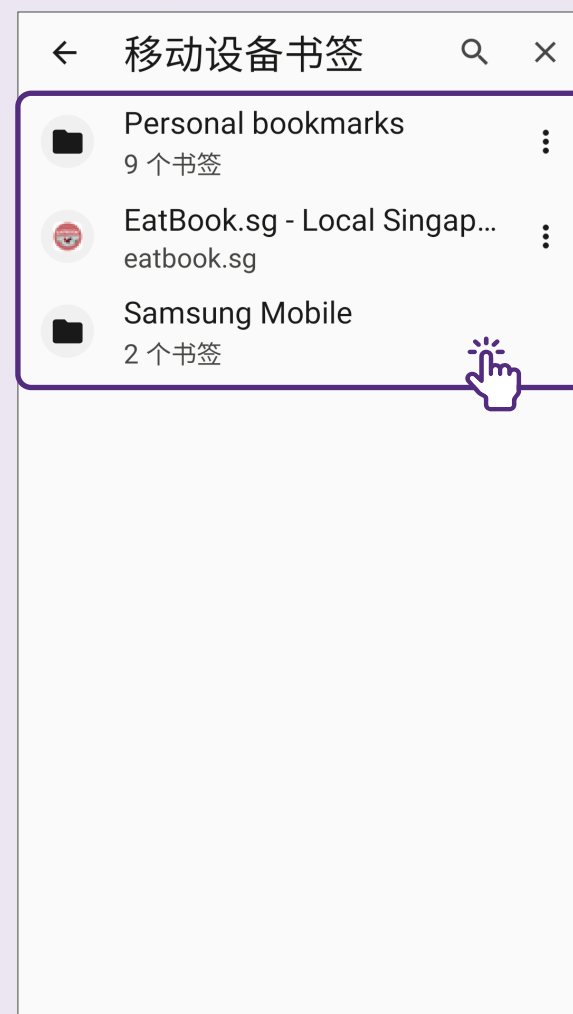 移动设备书签
Personal bookmarks
9 个书签
EatBook.sg - Local Singap...
eatbook.sg
Samsung Mobile
2 个书签